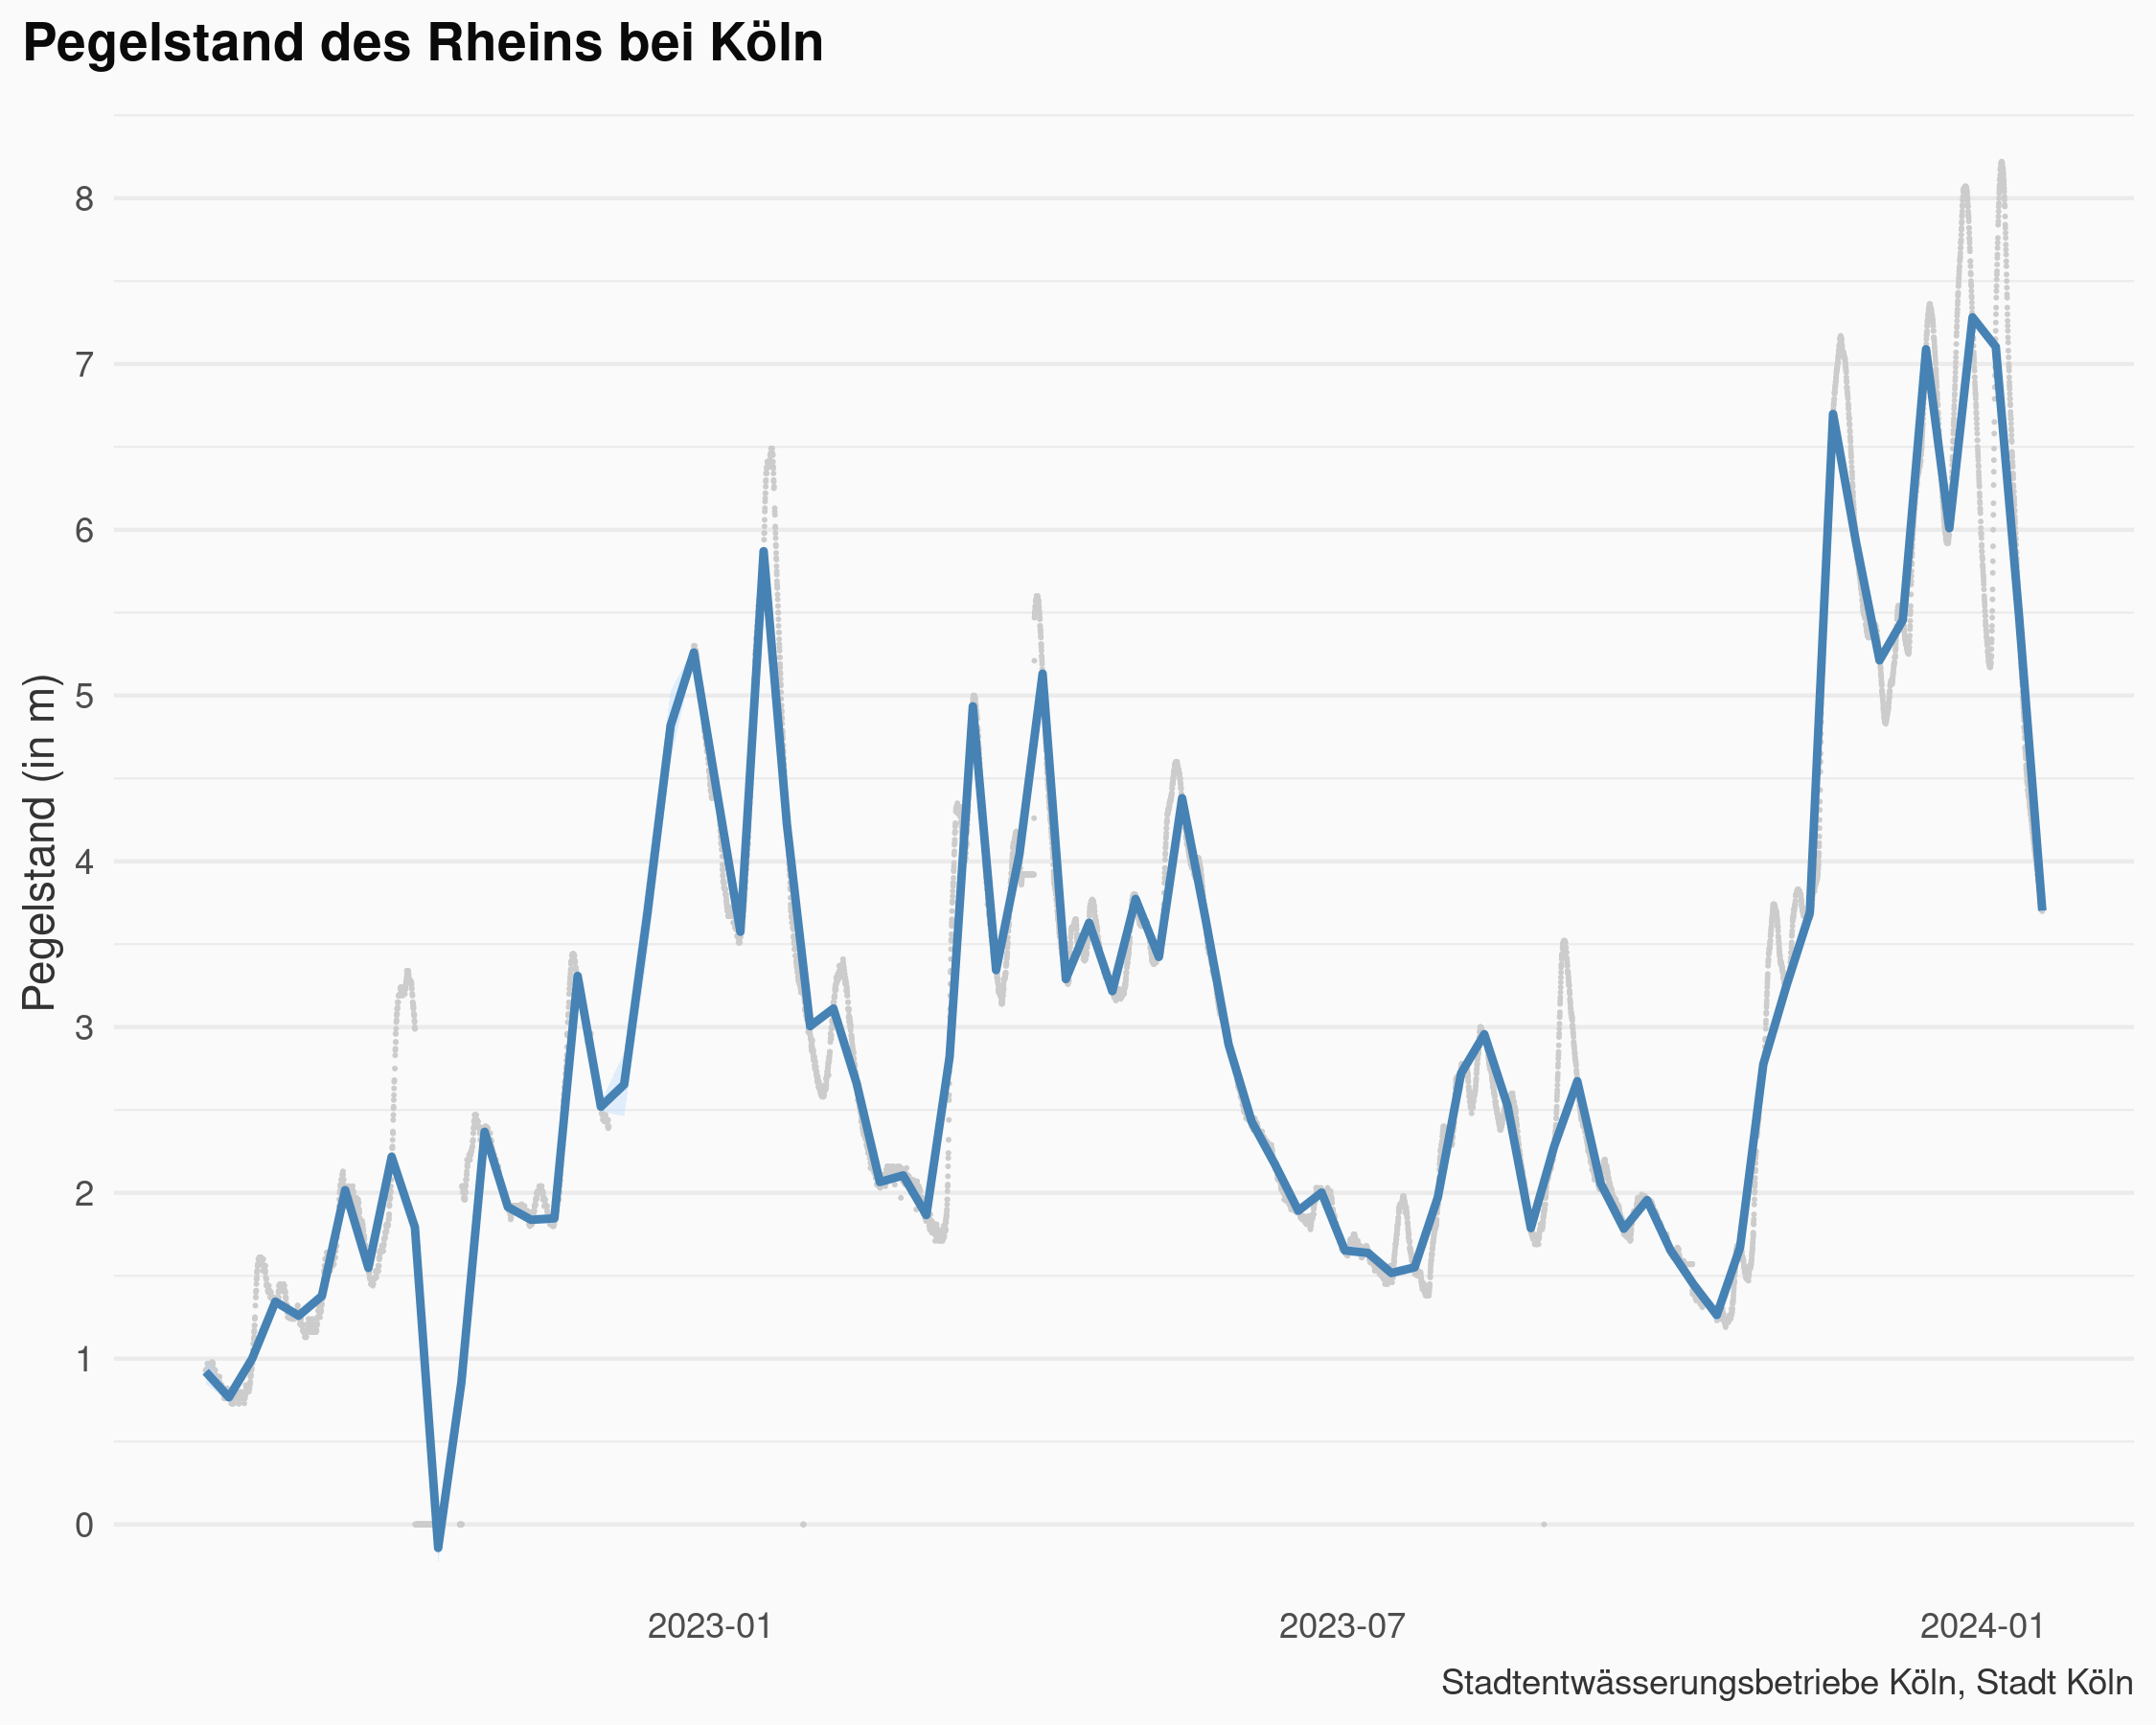 Pegelstand des Rheins bei Köln
Pegelstand (in m)
8
7
6
5
4
3
2
1
0
2023-01 2023-07 2024-01
Stadtentwässerungsbetriebe Köln, Stadt Köln